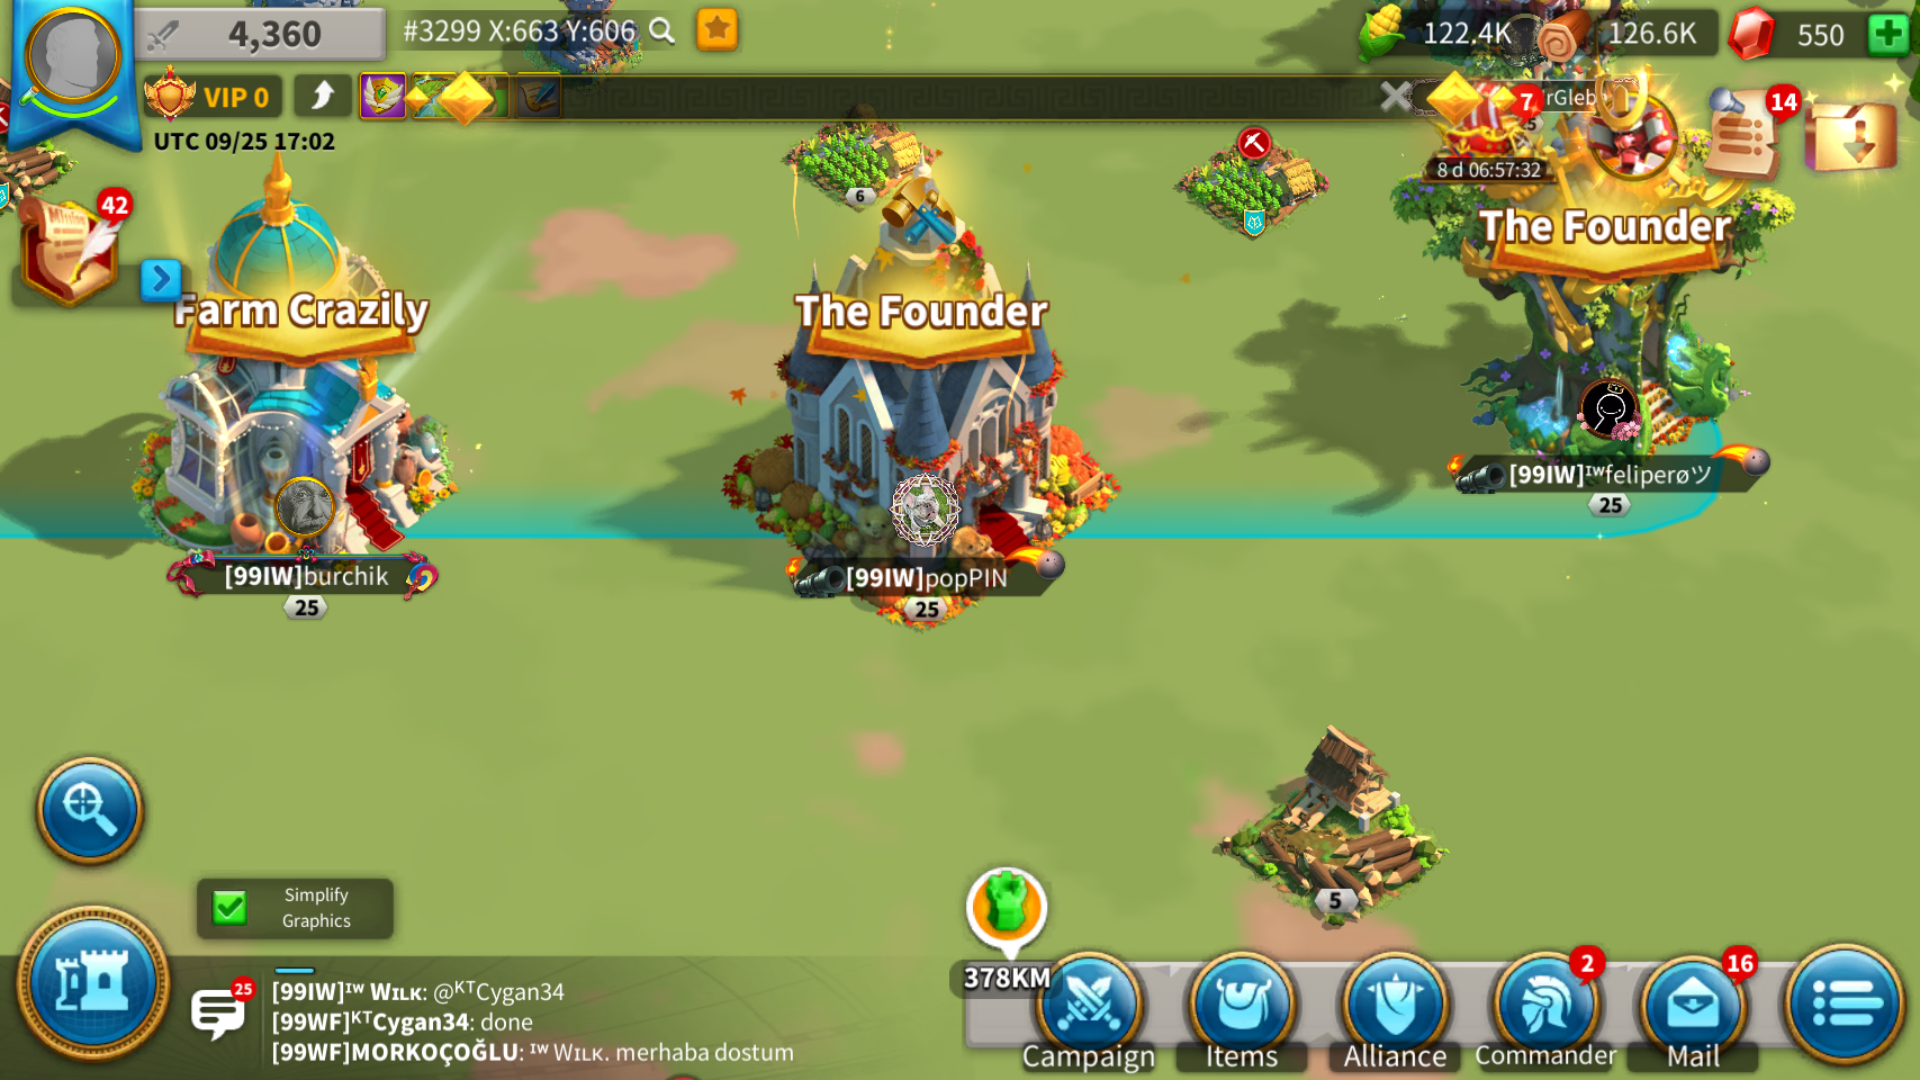 4,360
#3299 X:663 Y:606
122.4K
126.6K
550
VIP 0
UTC 09/25 17:02
7
rGleb
5
14
8 d 06:57:32
Mission
42
6
Farm Crazily
The Founder
The Founder
[99IW]burchik
25
[99IW]popPIN
25
[99IW]ᴵᵂfeliperøツ
25
5
Simplify
Graphics
378KM
25
[99IW]ᴵᵂ Wɪʟᴋ: @ᴷᵀCygan34
[99WF]ᴷᵀCygan34: done
[99WF]MORKOÇOĞLU: ᴵᵂ Wɪʟᴋ. merhaba dostum
2
16
Campaign
Items
Alliance
Commander
Mail